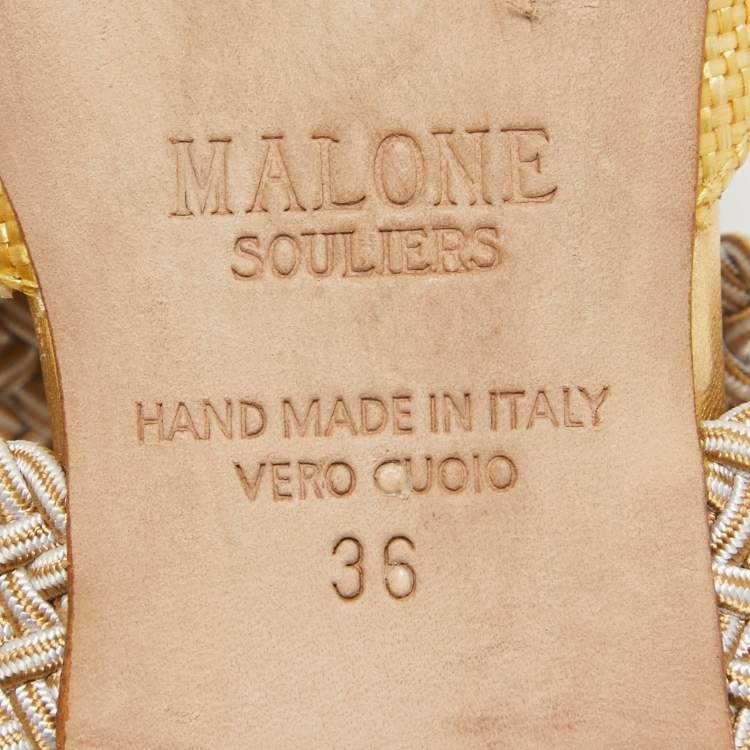 MALONE
SOULIERS
HAND MADE IN ITALY
VERO CUOIO
36